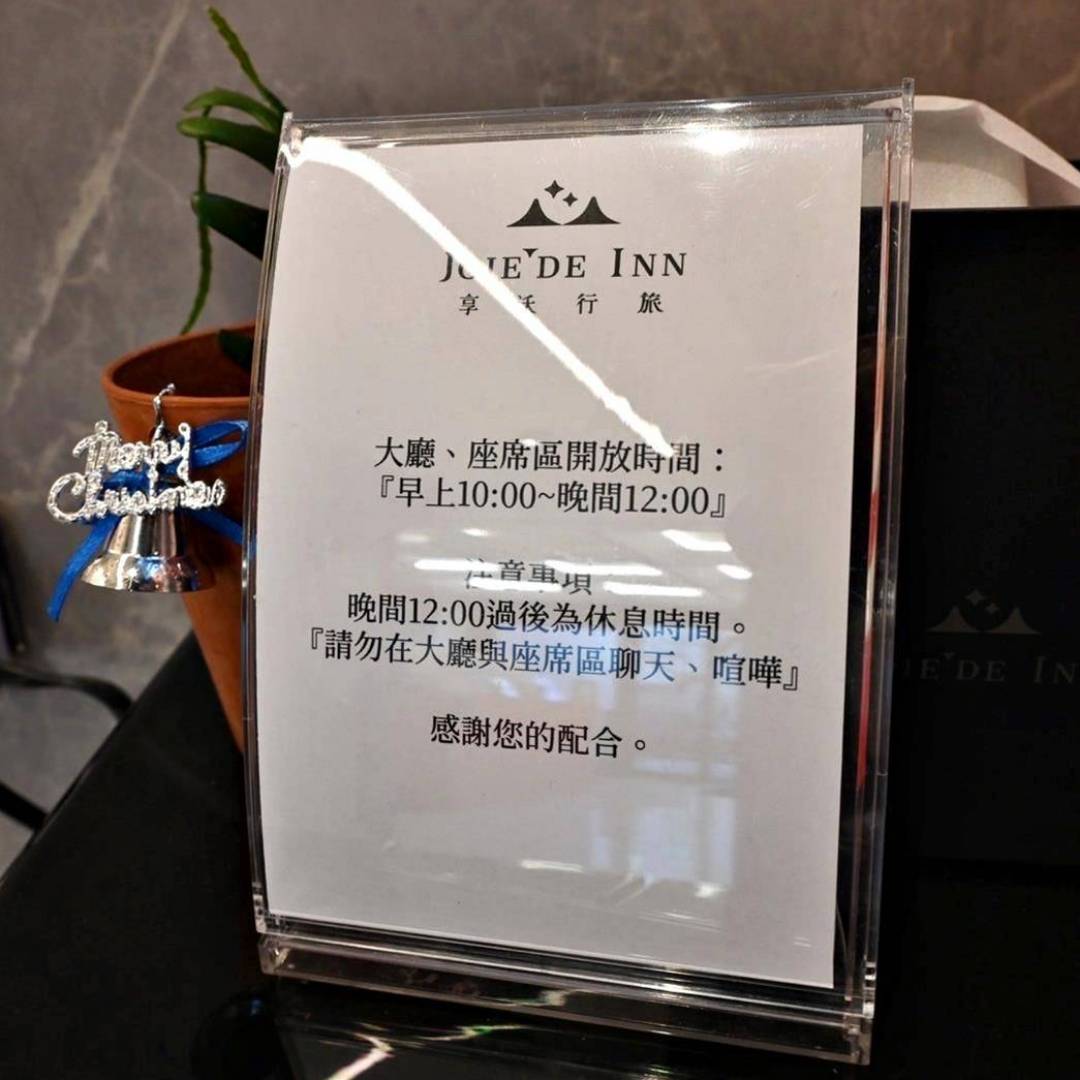 JOIE DE INN
享 沃 行 旅
大廳、座席區開放時間：
『早上10:00~晚間12:00』
注意事項：
晚間12:00過後為休息時間。
『請勿在大廳與座席區聊天、喧嘩』
感謝您的配合。
Merry
Christmas
DE INN